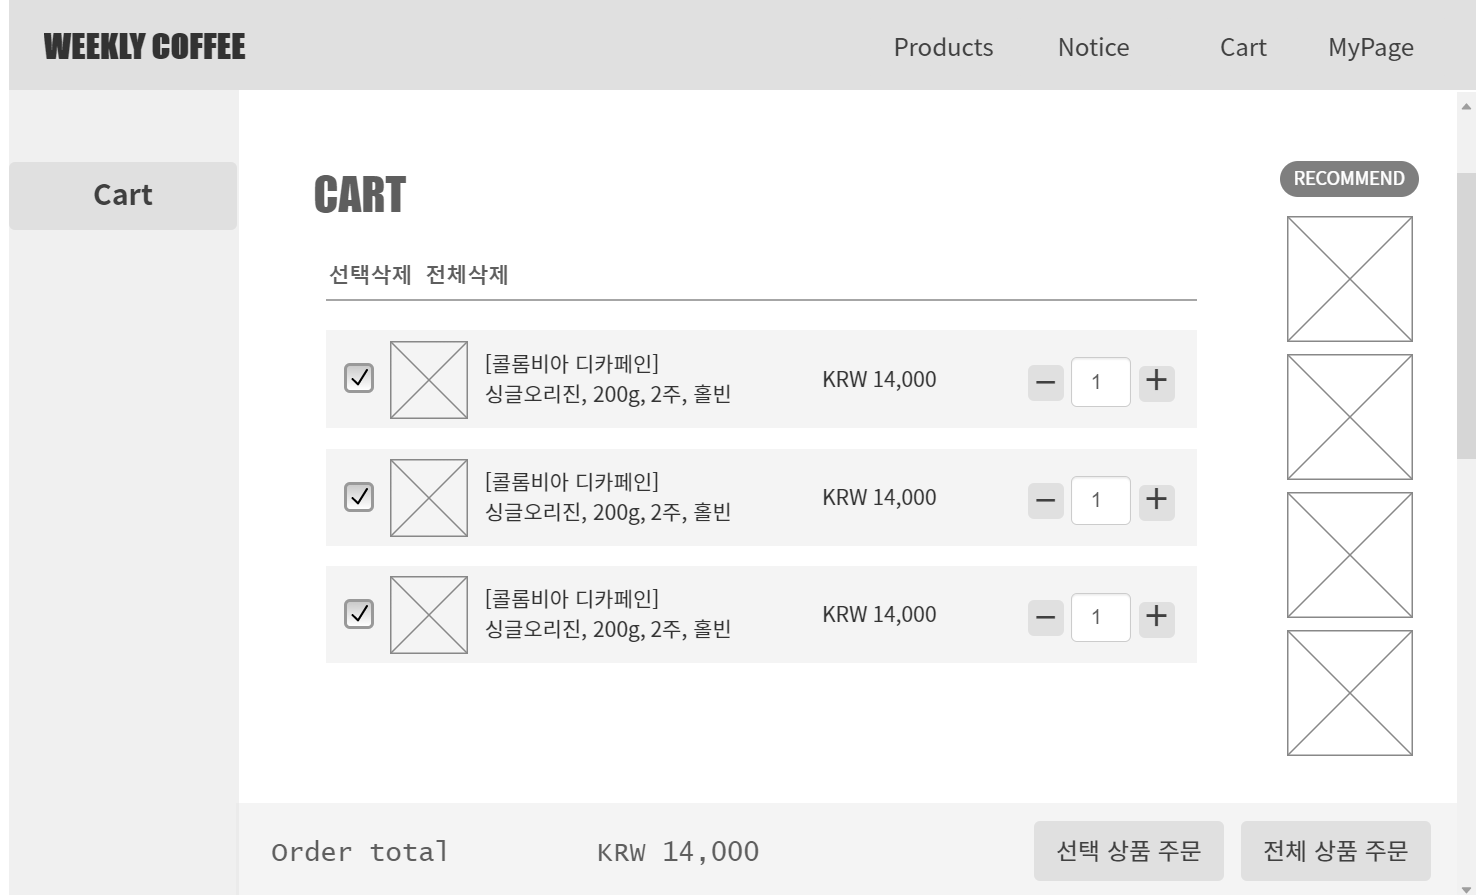 WEEKLY COFFEE
Products Notice Cart MyPage
Cart
CART
선택삭제 전체삭제
[콜롬비아 디카페인]
싱글오리진, 200g, 2주, 홀빈
KRW 14,000
1
[콜롬비아 디카페인]
싱글오리진, 200g, 2주, 홀빈
KRW 14,000
1
[콜롬비아 디카페인]
싱글오리진, 200g, 2주, 홀빈
KRW 14,000
1
RECOMMEND
Order total
KRW 14,000
선택 상품 주문
전체 상품 주문